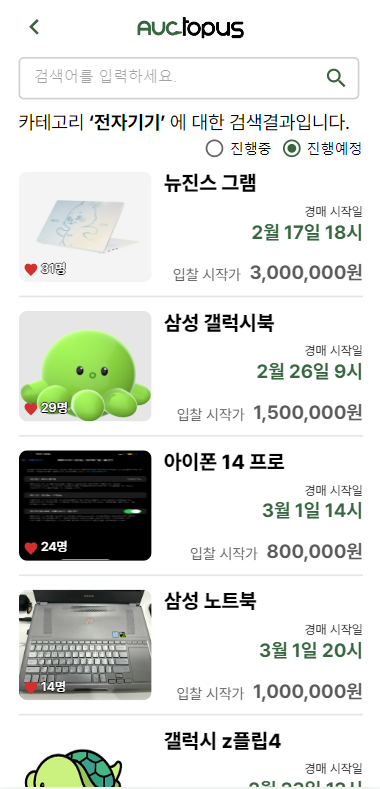 AUCTOPUS
검색어를 입력하세요.
카테고리 ‘전자기기’ 에 대한 검색결과입니다.
진행중 진행예정
뉴진스 그램
경매 시작일
2월 17일 18시
31명
입찰 시작가 3,000,000원
삼성 갤럭시북
경매 시작일
2월 26일 9시
29명
입찰 시작가 1,500,000원
아이폰 14 프로
경매 시작일
3월 1일 14시
24명
입찰 시작가 800,000원
삼성 노트북
경매 시작일
3월 1일 20시
14명
입찰 시작가 1,000,000원
갤럭시 z플립4
경매 시작일